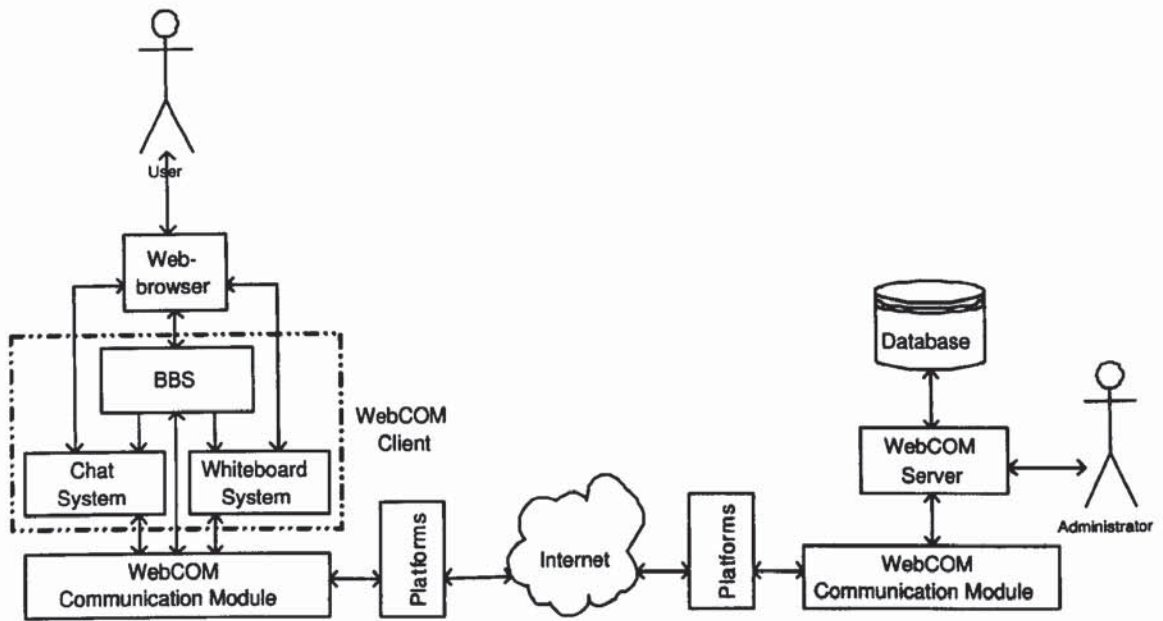 User
Web-
browser
BBS
WebCOM
Client
Chat
System
Whiteboard
System
WebCOM
Communication Module
Platforms
Internet
Platforms
Database
WebCOM
Server
Administrator
WebCOM
Communication Module